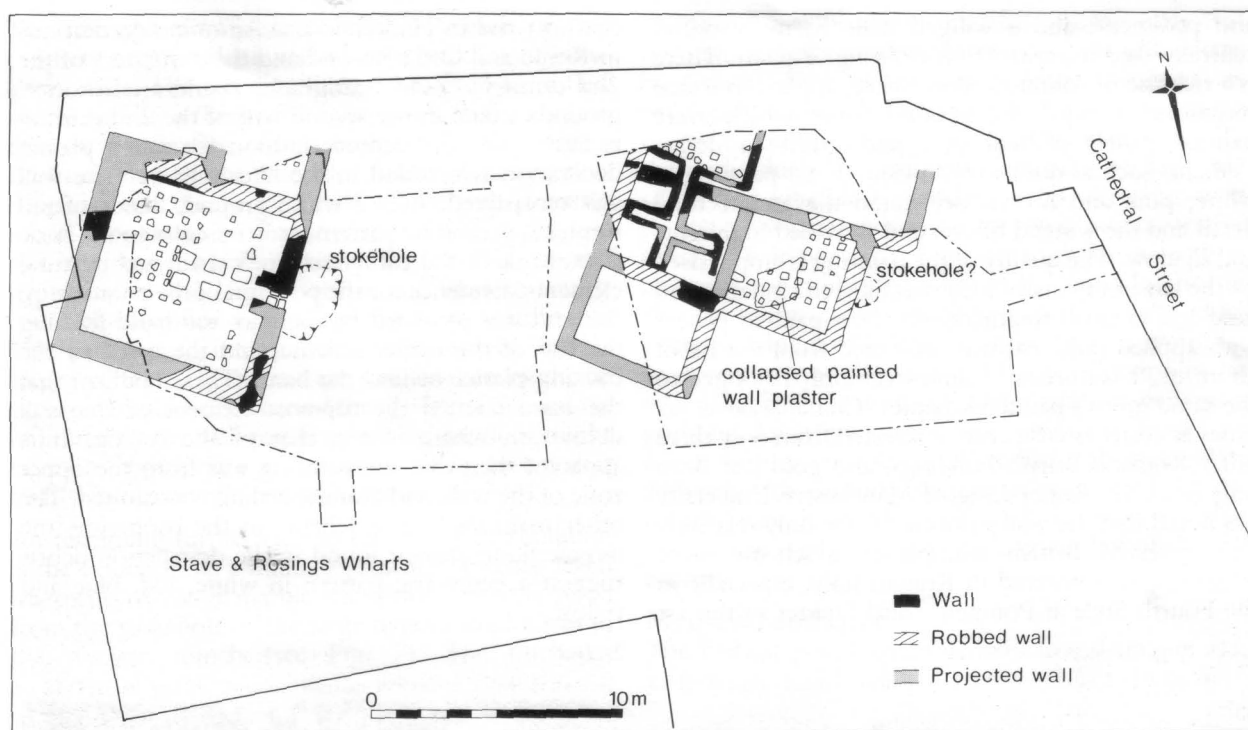 N
Cathedral
Street
stokehole
stokehole?
collapsed painted
wall plaster
Stave & Rosings Wharfs
Wall
Robbed wall
Projected wall
0 10m